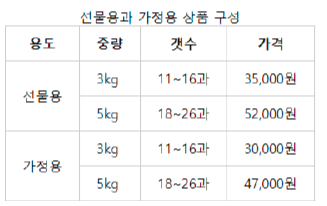 선물용과 가정용 상품 구성
용도 중량 갯수 가격
선물용 3kg 11~16과 35,000원
5kg 18~26과 52,000원
가정용 3kg 11~16과 30,000원
5kg 18~26과 47,000원